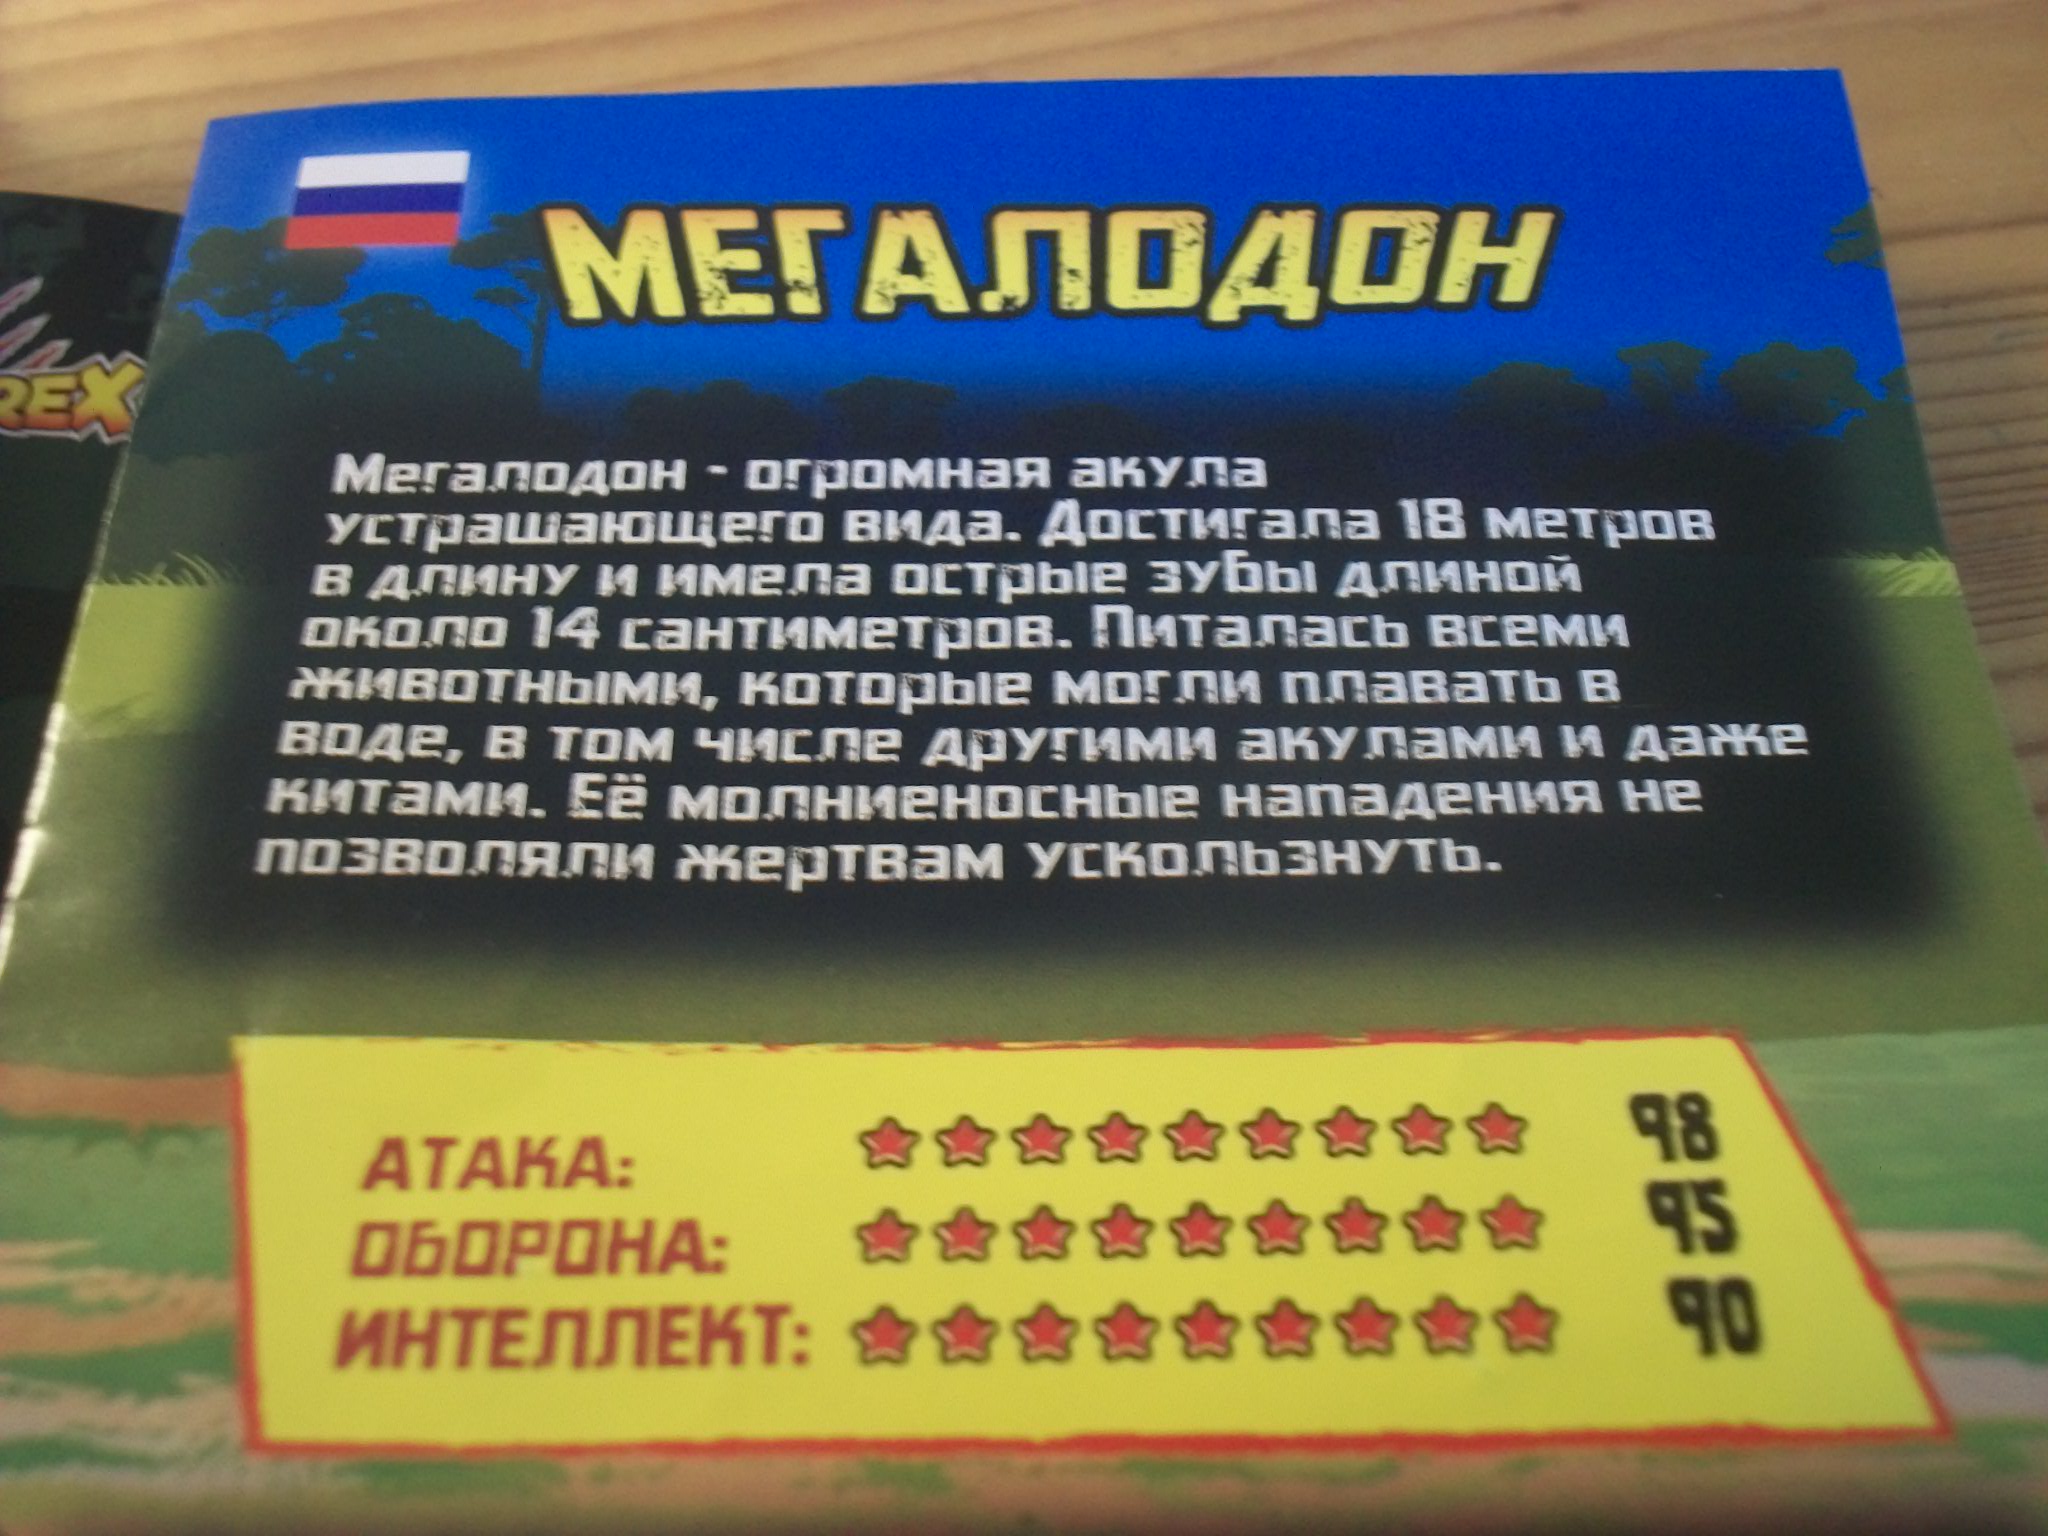 МЕГАЛОДОН
REX
Мегалодон - огромная акула
устрашающего вида. Достигала 18 метров
в длину и имела острые зубы длиной
около 14 сантиметров. Питалась всеми
животными, которые могли плавать в
воде, в том числе другими акулами и даже
китами. Её молниеносные нападения не
позволяли жертвам ускользнуть.
АТАКА: 98
ОБОРОНА: 95
ИНТЕЛЛЕКТ: 90